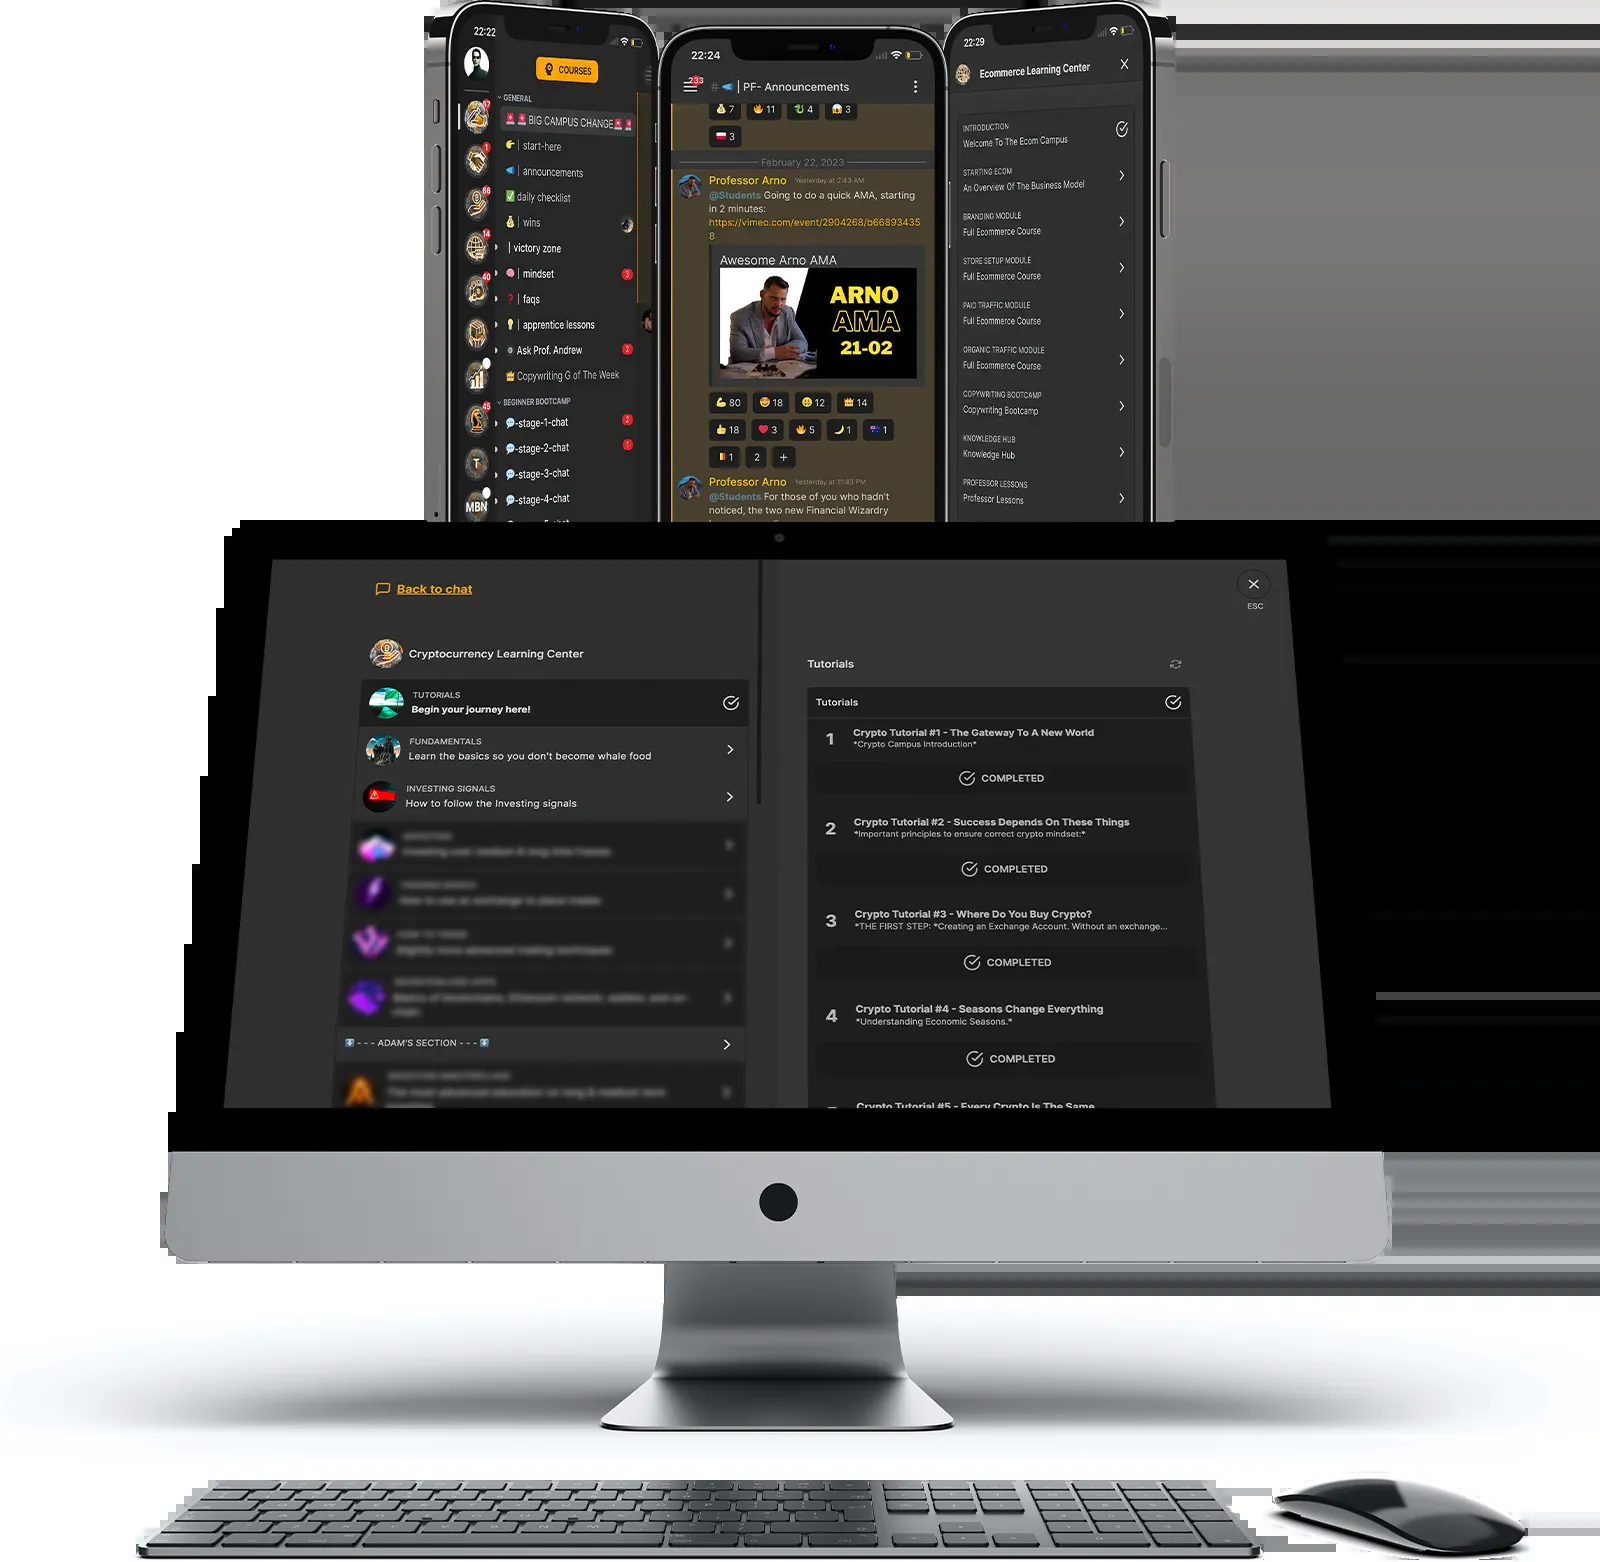 22:22
COURSES
GENERAL
BIG CAMPUS CHANGE
| start-here
| announcements
daily checklist
| wins
| victory zone
| mindset
3
| faqs
| apprentice lessons
Ask Prof. Andrew
2
Copywriting G of The Week
BEGINNER BOOTCAMP
-stage-1-chat
2
-stage-2-chat
1
-stage-3-chat
-stage-4-chat
1
66
14
40
45
T
MBN
22:24
233
# | PF- Announcements
7 11 4 3
3
February 22, 2023
Professor Arno Yesterday at 2:43 AM
@Students Going to do a quick AMA, starting
in 2 minutes:
https://vimeo.com/event/2904268/b66893435
8
Awesome Arno AMA
ARNO
AMA
21-02
80 18 12 14
18 3 5 1 1
1 2 +
Professor Arno Yesterday at 11:43 PM
@Students For those of you who hadn't
noticed, the two new Financial Wizardry
22:29
Ecommerce Learning Center
INTRODUCTION
Welcome To The Ecom Campus
STARTING ECOM
An Overview Of The Business Model
BRANDING MODULE
Full Ecommerce Course
STORE SETUP MODULE
Full Ecommerce Course
PAID TRAFFIC MODULE
Full Ecommerce Course
ORGANIC TRAFFIC MODULE
Full Ecommerce Course
COPYWRITING BOOTCAMP
Copywriting Bootcamp
KNOWLEDGE HUB
Knowledge Hub
PROFESSOR LESSONS
Professor Lessons
Back to chat
ESC
Cryptocurrency Learning Center
TUTORIALS
Begin your journey here!
FUNDAMENTALS
Learn the basics so you don't become whale food
INVESTING SIGNALS
How to follow the Investing signals
- - - ADAM'S SECTION - - -
Tutorials
Tutorials
1
Crypto Tutorial #1 - The Gateway To A New World
*Crypto Campus Introduction*
COMPLETED
2
Crypto Tutorial #2 - Success Depends On These Things
*Important principles to ensure correct crypto mindset:*
COMPLETED
3
Crypto Tutorial #3 - Where Do You Buy Crypto?
*THE FIRST STEP: *Creating an Exchange Account. Without an exchange...
COMPLETED
4
Crypto Tutorial #4 - Seasons Change Everything
*Understanding Economic Seasons.*
COMPLETED
Crypto Tutorial #5 - Every Crypto Is The Same